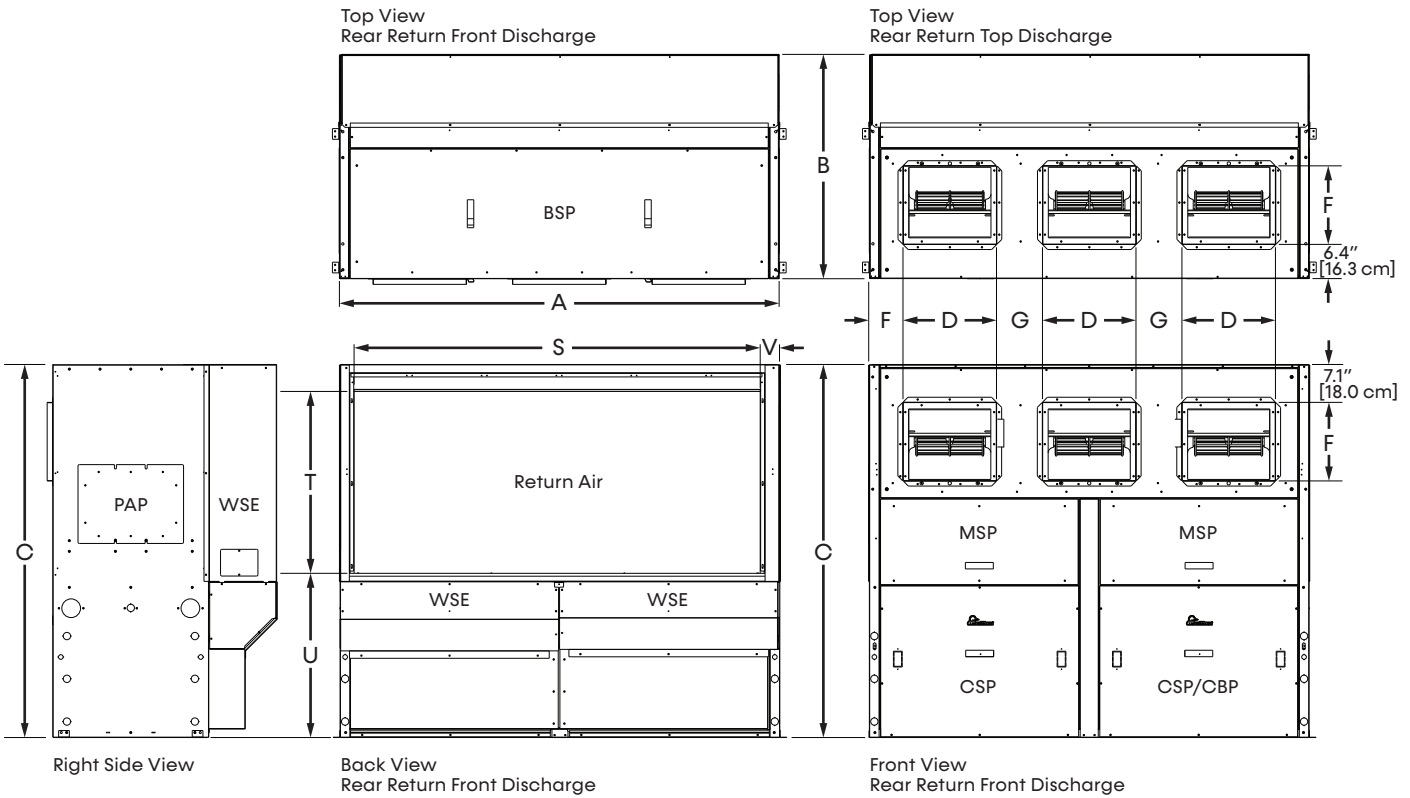 Top View
Rear Return Front Discharge
Top View
Rear Return Top Discharge
BSP
B
F
6.4”
[16.3 cm]
A
F
D
G
D
G
D
S
V
7.1”
[18.0 cm]
F
C
PAP
WSE
T
Return Air
C
MSP
MSP
U
WSE
WSE
CSP
CSP/CBP
Right Side View
Back View
Rear Return Front Discharge
Front View
Rear Return Front Discharge